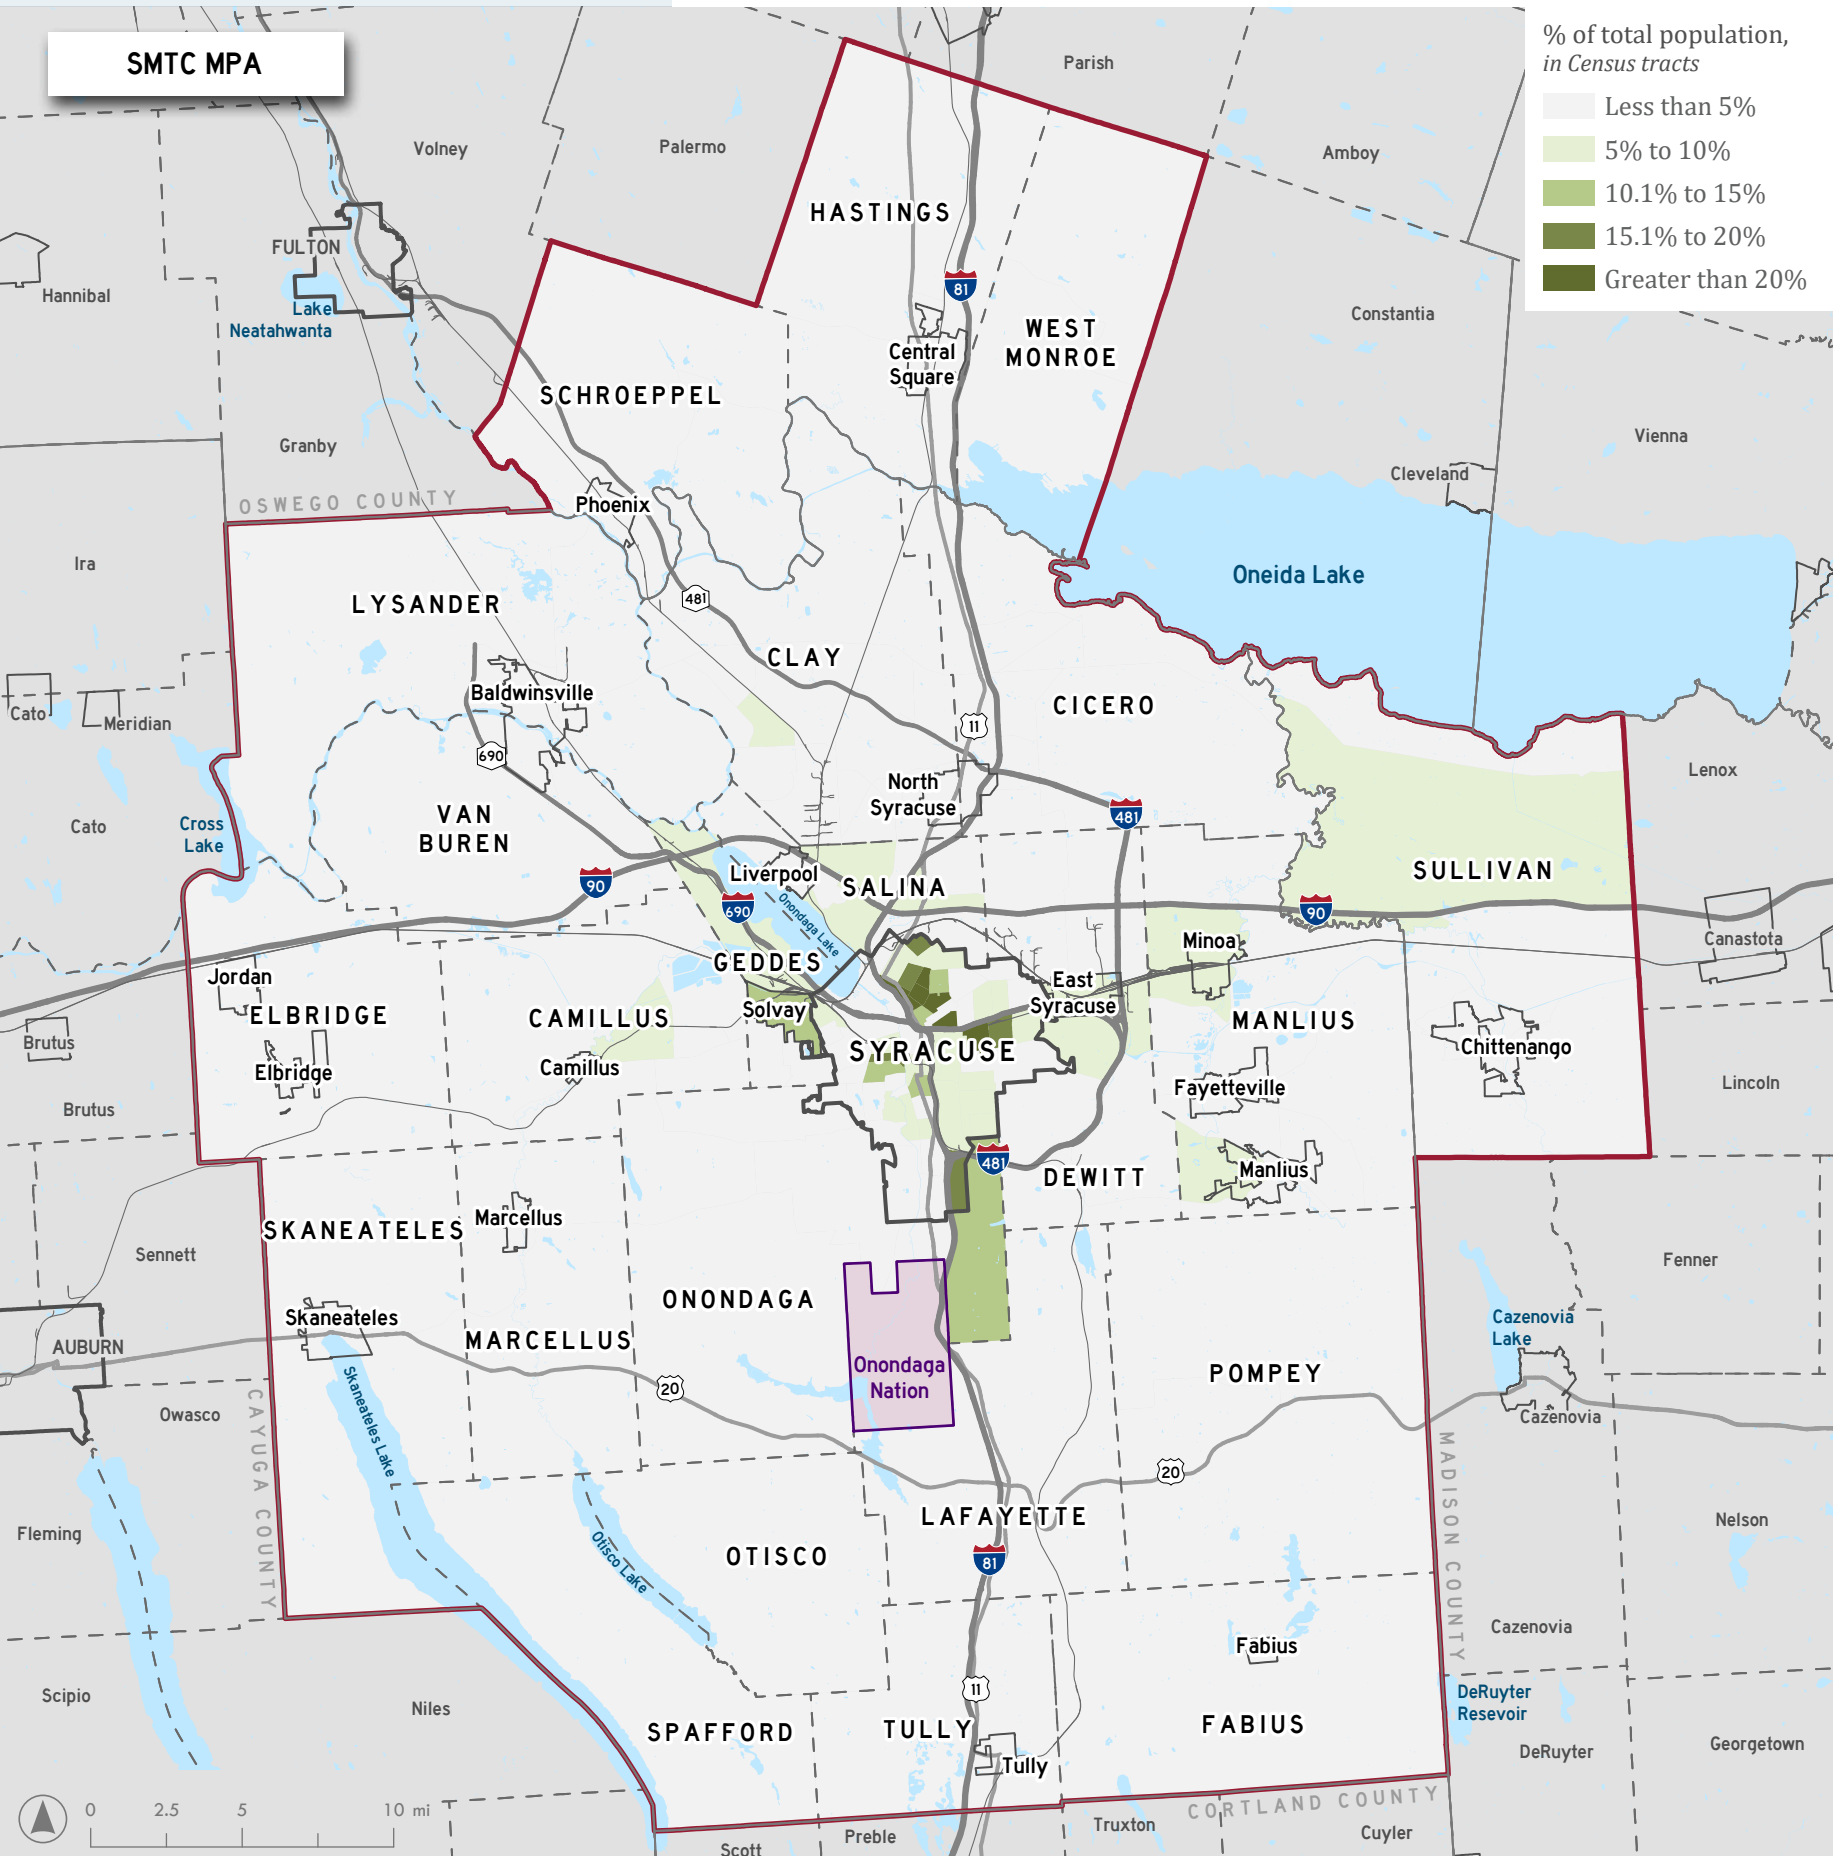 SMTC MPA
% of total population,
in Census tracts
Less than 5%
5% to 10%
10.1% to 15%
15.1% to 20%
Greater than 20%
Parish
Volney
Palermo
Amboy
HASTINGS
FULTON
Hannibal
81
Lake
Neatahwanta
Constantia
WEST
MONROE
Central
Square
SCHROEPPEL
Granby
Vienna
Cleveland
OSWEGO COUNTY
Phoenix
Ira
Oneida Lake
LYSANDER
481
CLAY
Baldwinsville
CICERO
Cato
Meridian
11
690
Lenox
North
Syracuse
VAN
BUREN
481
Cato
Cross
Lake
Liverpool
SALINA
SULLIVAN
90
690
Onondaga Lake
90
Minoa
Canastota
GEDDES
Jordan
East
Syracuse
Solvay
ELBRIDGE
CAMILLUS
MANLIUS
Brutus
SYRACUSE
Chittenango
Elbridge
Camillus
Fayetteville
Lincoln
Brutus
481
Manlius
DEWITT
SKANEATELES
Marcellus
Sennett
Fenner
ONONDAGA
Skaneateles
MARCELLUS
Cazenovia
Lake
AUBURN
Onondaga
Nation
POMPEY
20
Skaneateles Lake
Owasco
Cazenovia
CAYUGA COUNTY
MADISON COUNTY
20
LAFAYETTE
Nelson
Fleming
OTISCO
81
Otisco Lake
Cazenovia
Fabius
Scipio
Niles
11
DeRuyter
Resevoir
SPAFFORD
TULLY
FABIUS
DeRuyter
Georgetown
Tully
0 2.5 5 10 mi
CORTLAND COUNTY
Preble
Truxton
Cuyler
Scott